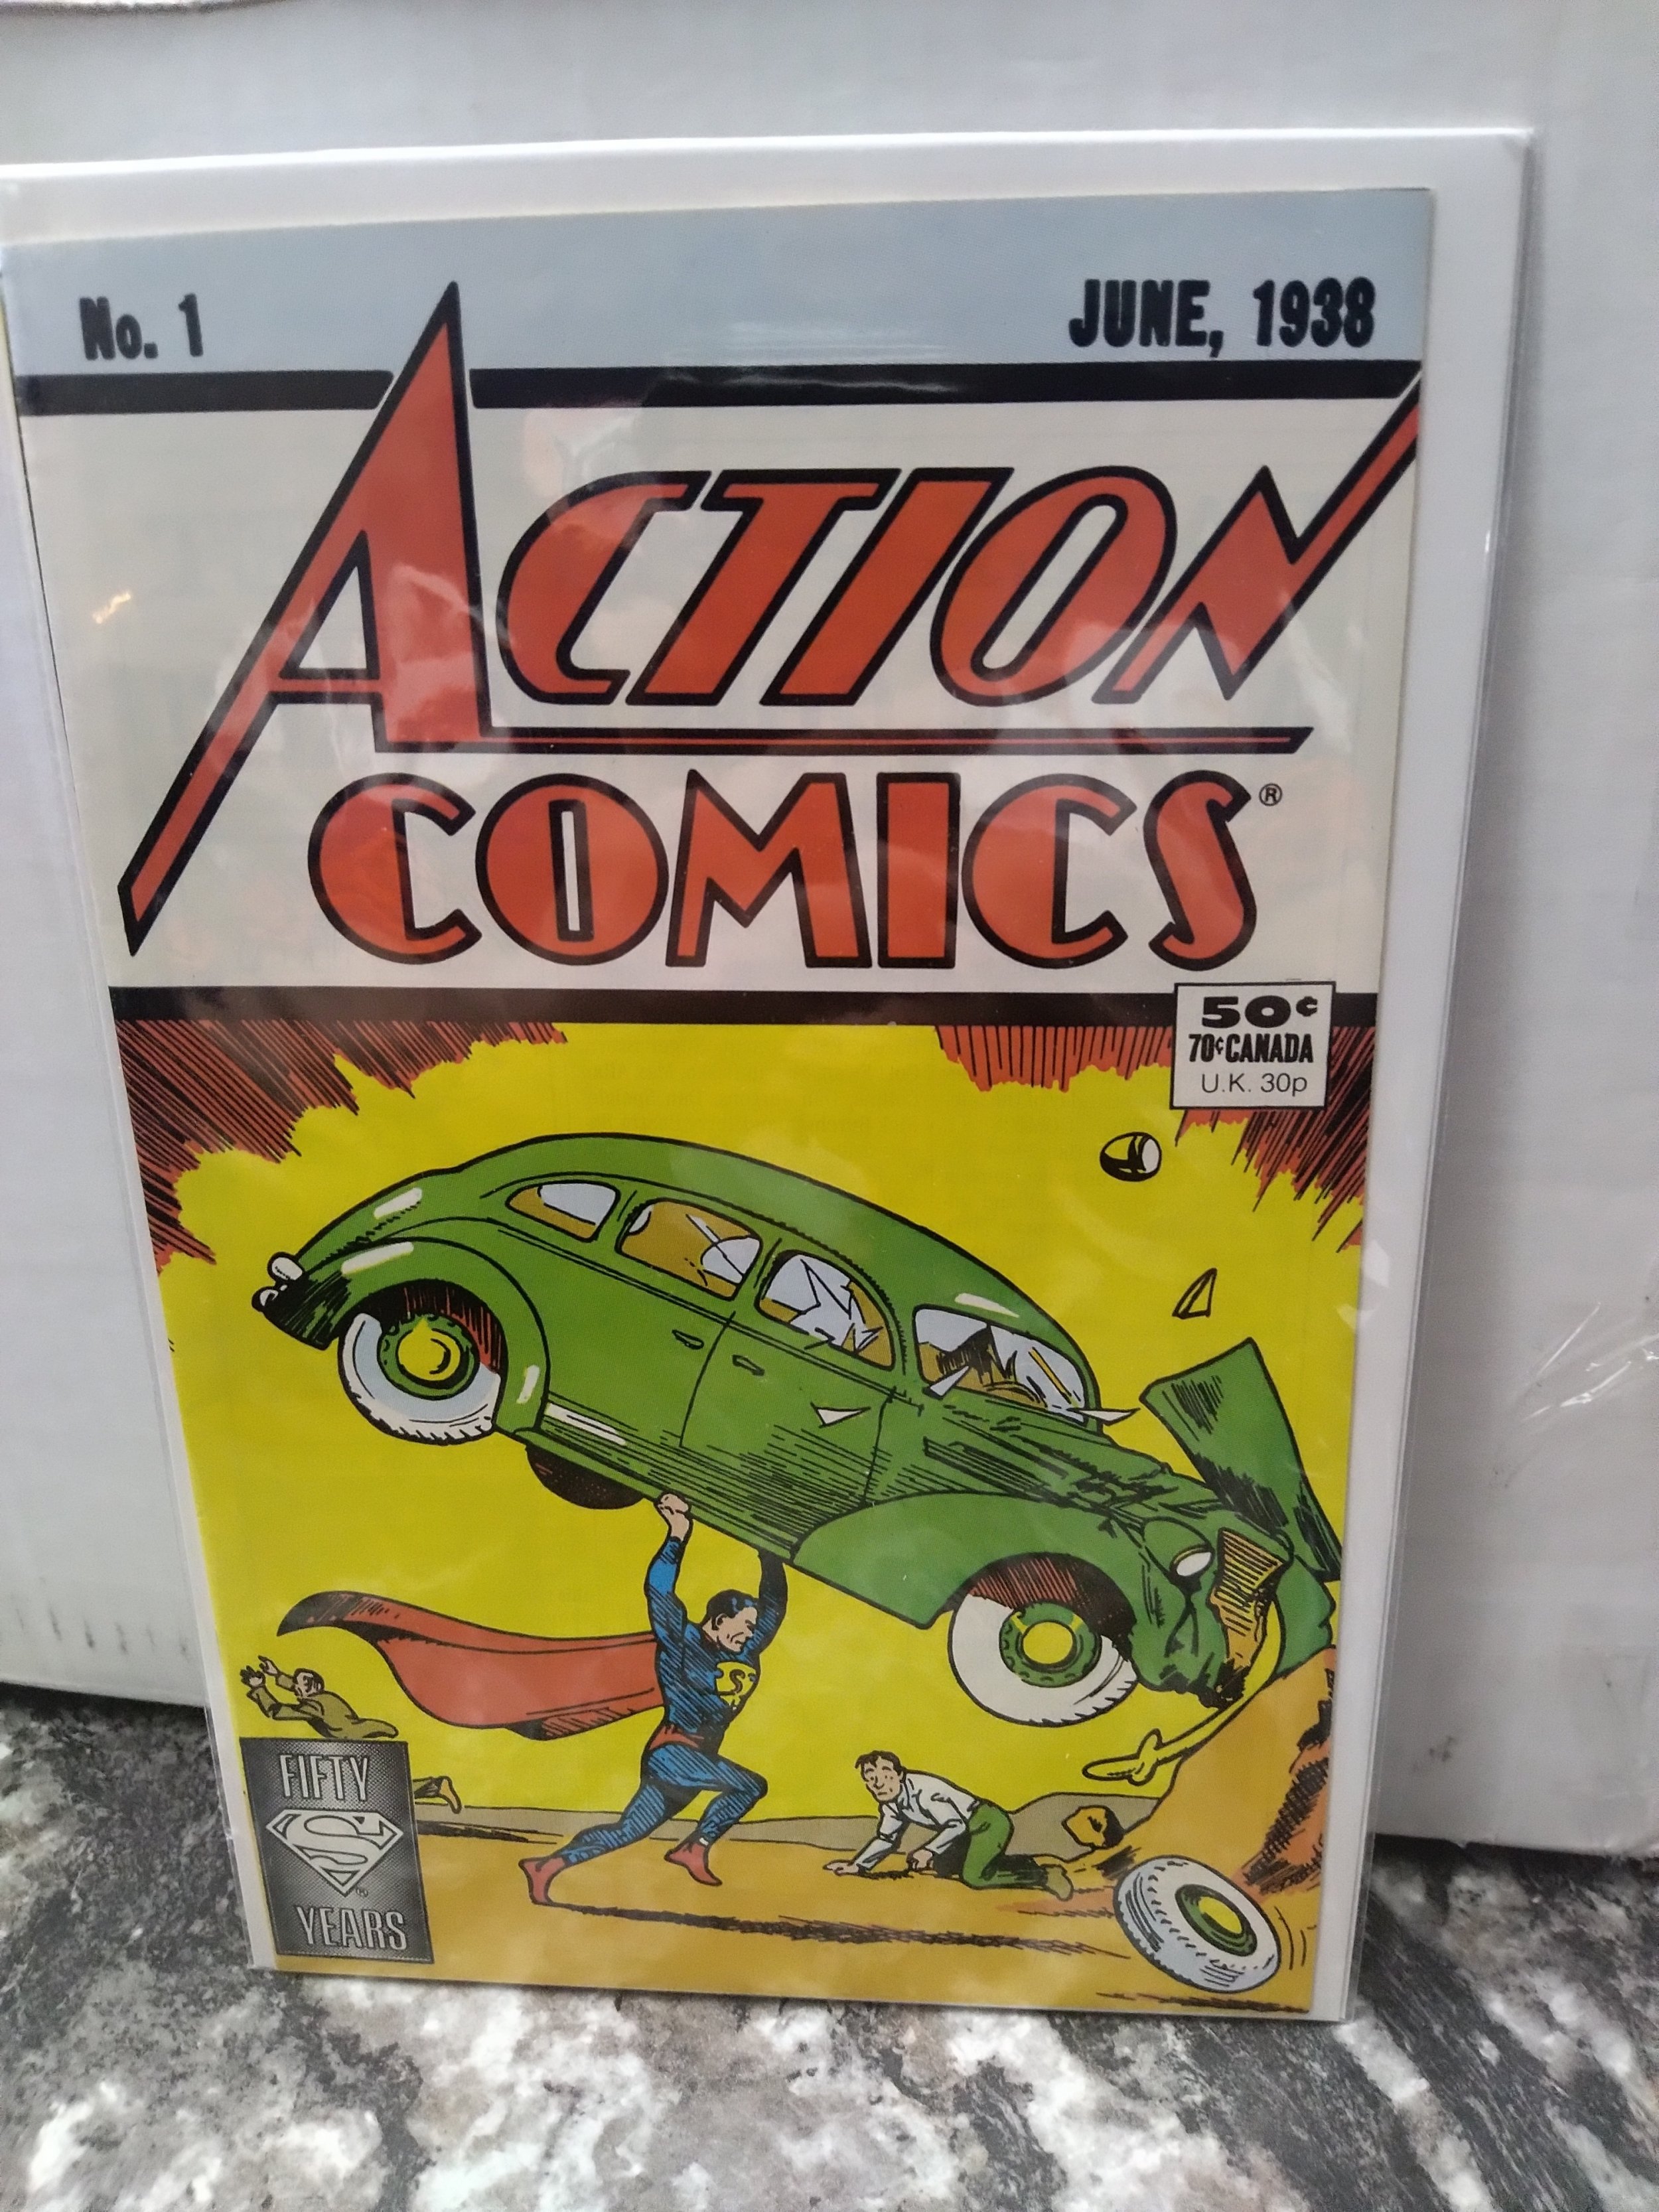 No. 1
JUNE, 1938
ACTION
COMICS®
50¢
70¢ CANADA
U.K. 30p
S
FIFTY
S
®
YEARS